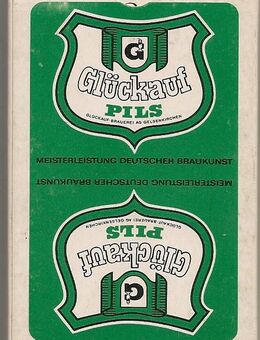 G
Glückauf
PILS
GLÜCKAUF-BRAUEREI AG GELSENKIRCHEN
MEISTERLEISTUNG DEUTSCHER BRAUKUNST
MEISTERLEISTUNG DEUTSCHER BRAUKUNST
GLÜCKAUF-BRAUEREI AG GELSENKIRCHEN
PILS
Glückauf
G